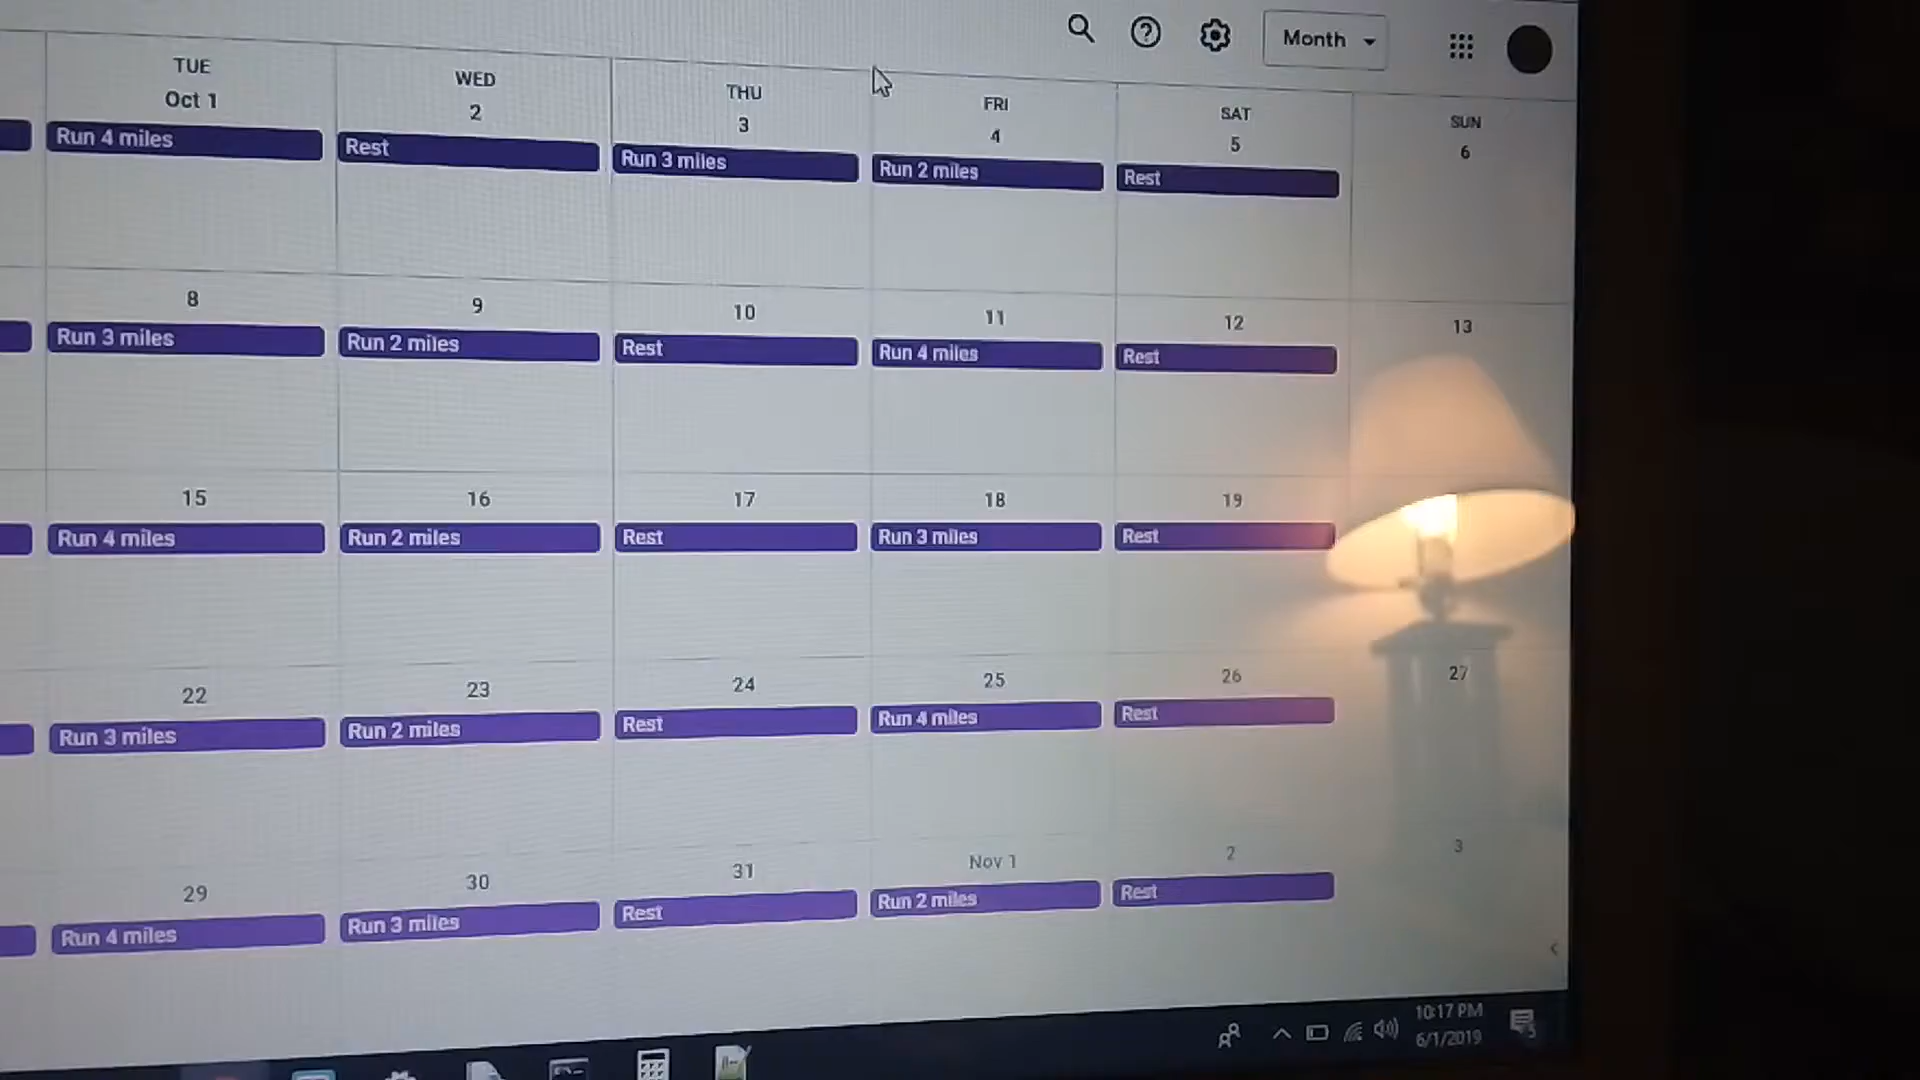 Month
TUE WED THU FRI SAT SUN
Oct 1 2 3 4 5 6
Run 4 miles Rest Run 3 miles Run 2 miles Rest
8 9 10 11 12 13
Run 3 miles Run 2 miles Rest Run 4 miles Rest
15 16 17 18 19
Run 4 miles Run 2 miles Rest Run 3 miles Rest
22 23 24 25 26 27
Run 3 miles Run 2 miles Rest Run 4 miles Rest
29 30 31 Nov 1 2 3
Run 4 miles Run 3 miles Rest Run 2 miles Rest
10:17 PM
6/1/2019